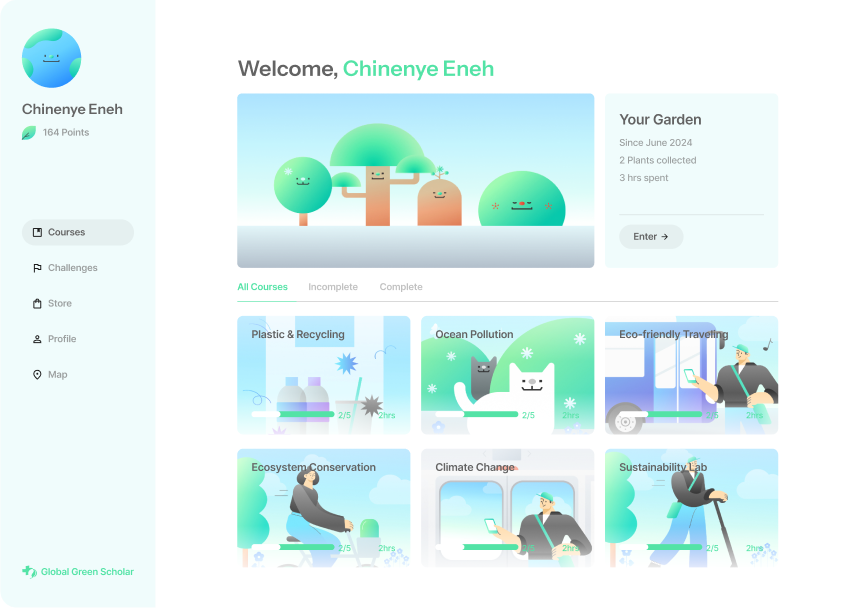 Chinenye Eneh
164 Points
Courses
Challenges
Store
Profile
Map
Global Green Scholar
Welcome, Chinenye Eneh
Your Garden
Since June 2024
2 Plants collected
3 hrs spent
Enter →
All Courses Incomplete Complete
Plastic & Recycling
2/5 2hrs
Ocean Pollution
2/5 2hrs
Eco-friendly Traveling
2/5 2hrs
Ecosystem Conservation
2/5 2hrs
Climate Change
2/5 2hrs
Sustainability Lab
2/5 2hrs